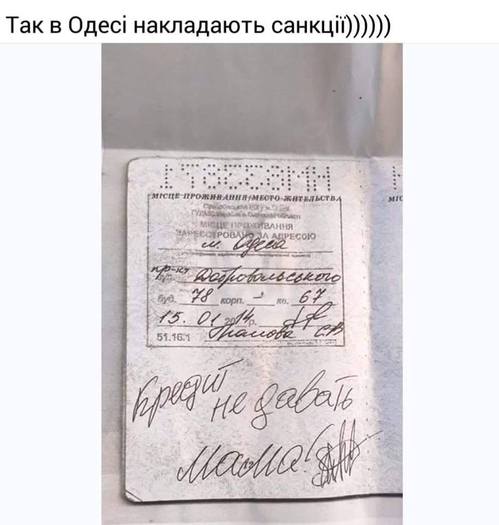 Так в Одесі накладають санкції))))))
МІСЦЕ ПРОЖИВАННЯ/МЕСТО ЖИТЕЛЬСТВА
МІСЦЕ ПРОЖИВАННЯ
ЗАРЕЄСТРОВАНО ЗА АДРЕСОЮ
м. Одеса
пр-кт Добровольського
буд. 78 корп. - кв. 67
15.01 2014р.
51.16.1
Кредит
не давать
Мама!